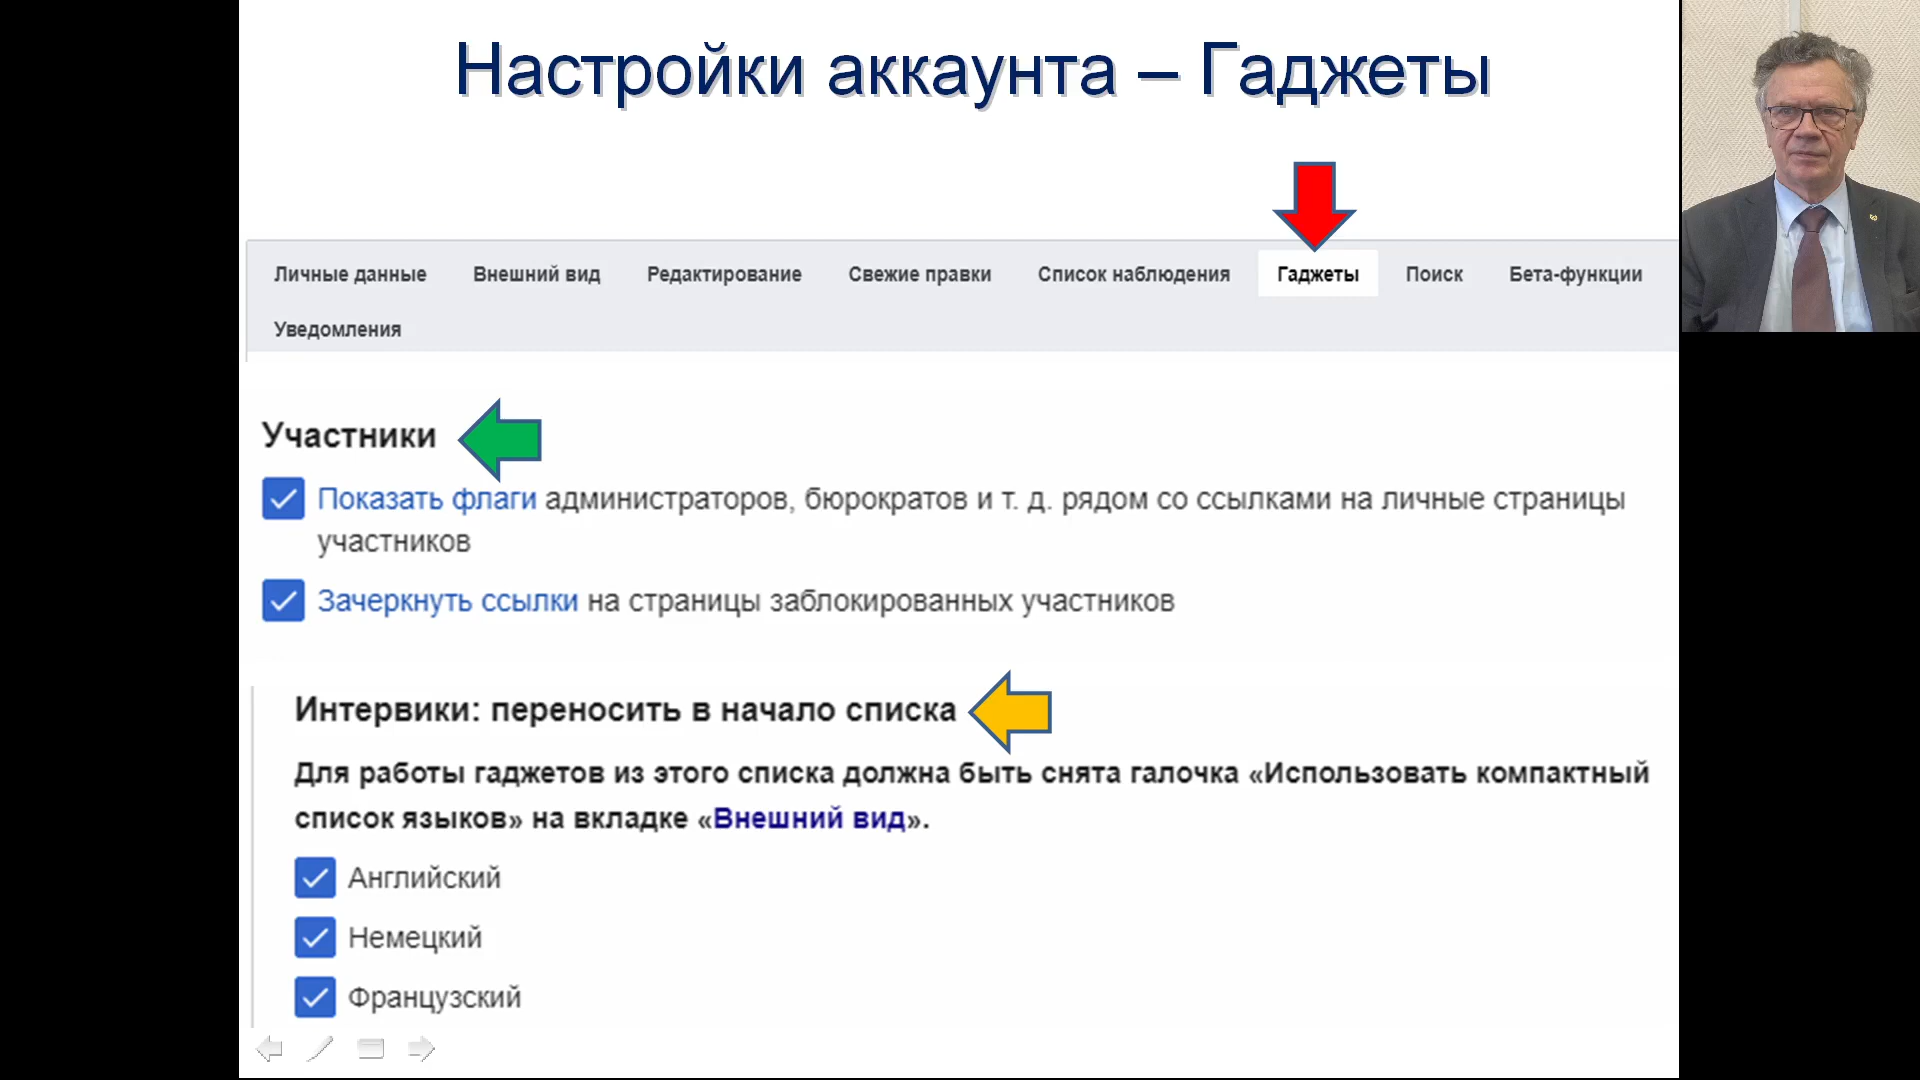 Настройки аккаунта – Гаджеты
Личные данные Внешний вид Редактирование Свежие правки Список наблюдения Гаджеты Поиск Бета-функции
Уведомления
Участники
Показать флаги администраторов, бюрократов и т. д. рядом со ссылками на личные страницы
участников
Зачеркнуть ссылки на страницы заблокированных участников
Интервики: переносить в начало списка
Для работы гаджетов из этого списка должна быть снята галочка «Использовать компактный
список языков» на вкладке «Внешний вид».
Английский
Немецкий
Французский